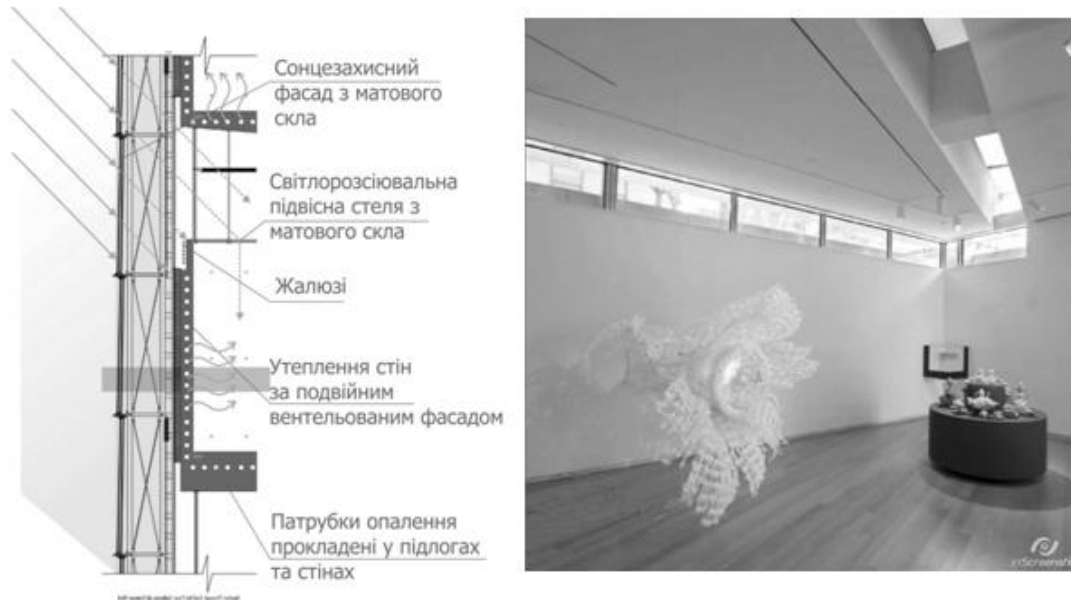 Сонцезахисний
фасад з матового
скла
Світлорозсіювальна
підвісна стеля з
матового скла
Жалюзі
Утеплення стін
за подвійним
вентельованим фасадом
Патрубки опалення
прокладені у підлогах
та стінах